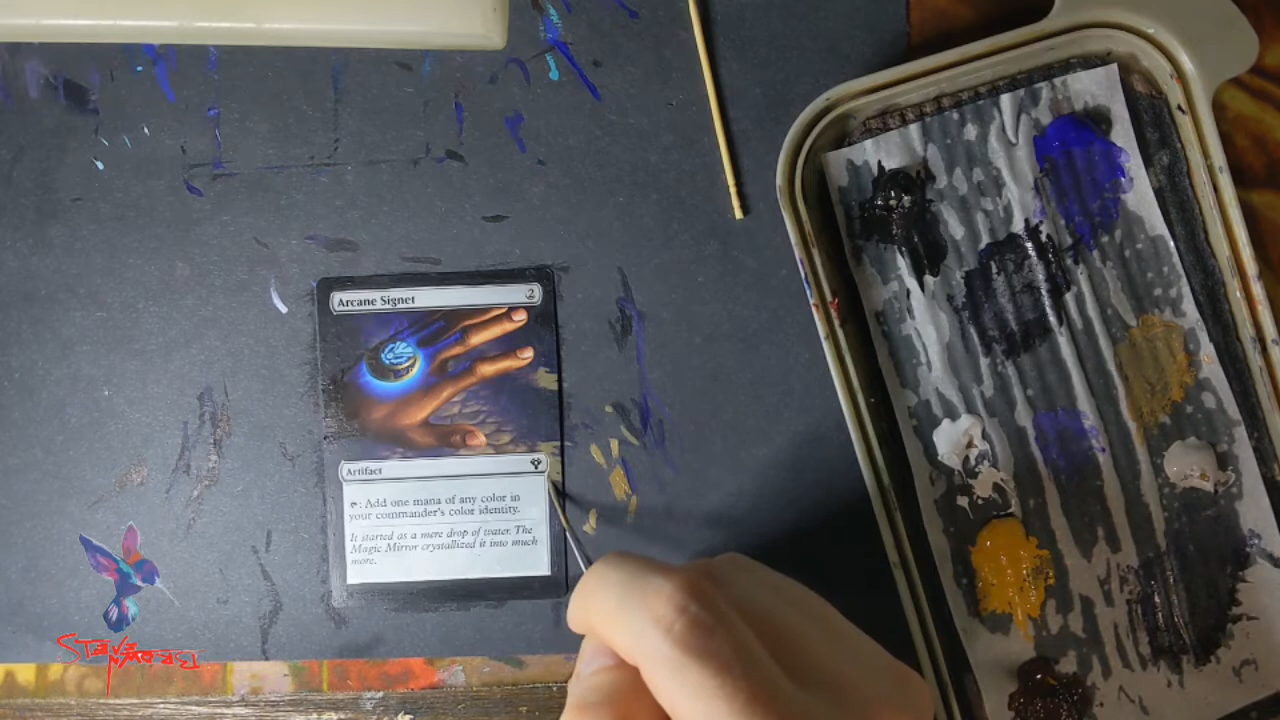 Arcane Signet 2
Artifact
: Add one mana of any color in
your commander's color identity.
It started as a mere drop of water. The
Magic Mirror crystallized it into much
more.